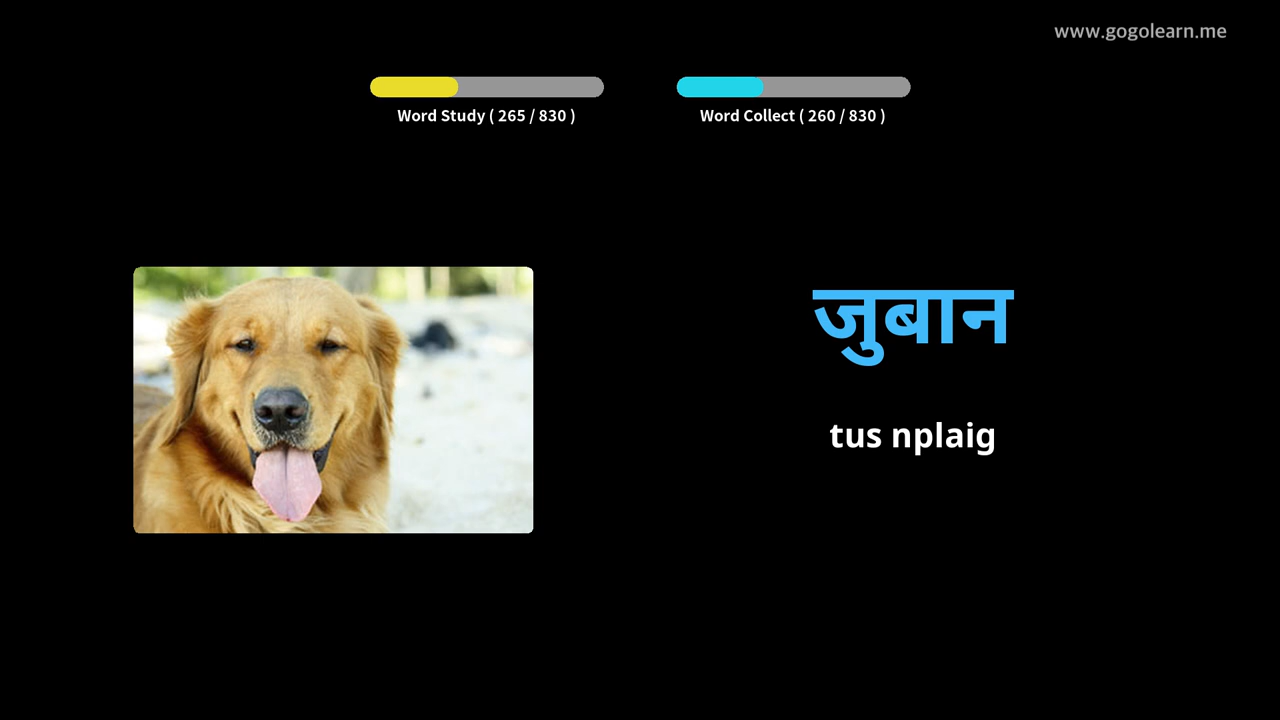 www.gogolearn.me
Word Study ( 265 / 830 )
Word Collect ( 260 / 830 )
जुबान
tus nplaig